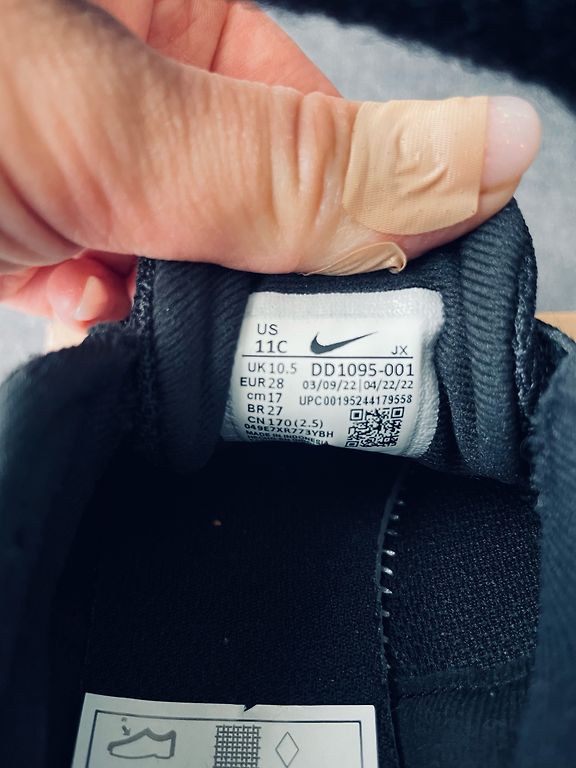 US
11C
JX
UK 10.5 DD1095-001
EUR 28 03/09/22 | 04/22/22
cm 17 UPC00195244179558
BR 27
CN 170 (2.5)
049E7XR773YBH
MADE IN INDONESIA